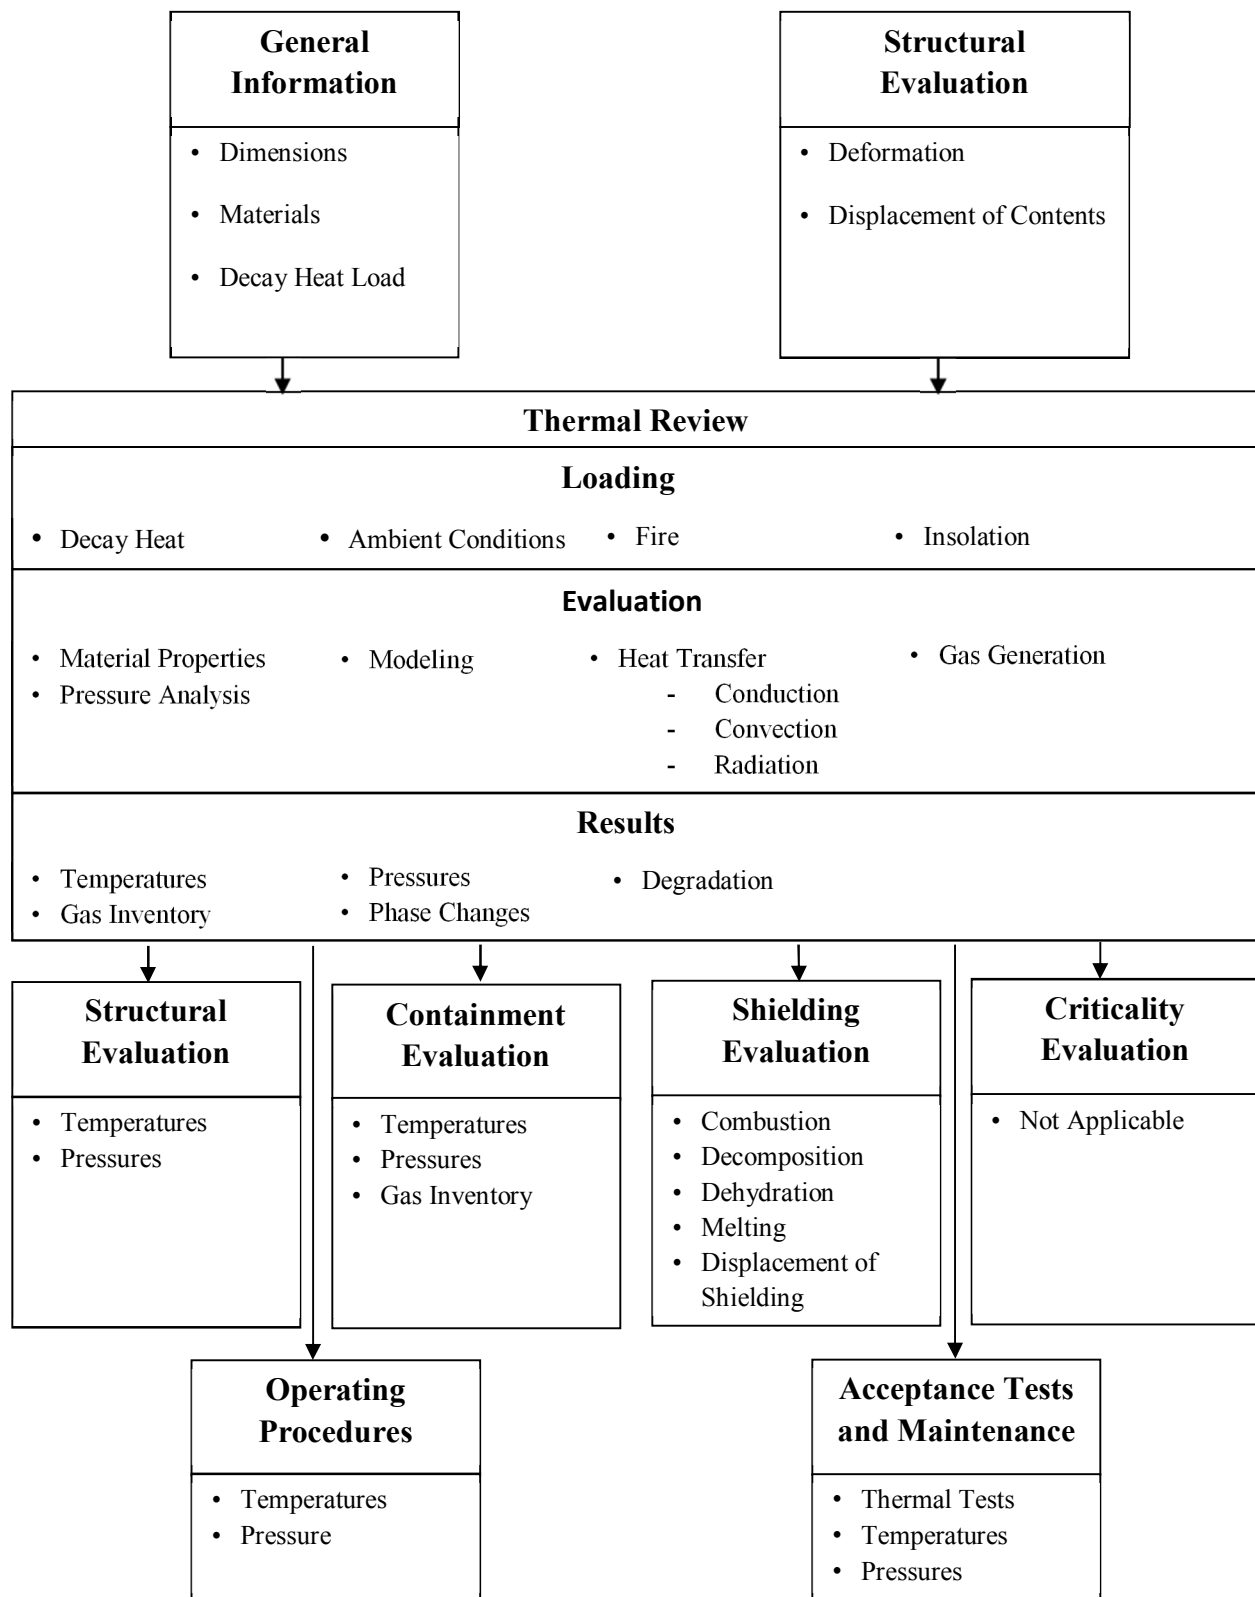 General
Information
• Dimensions
• Materials
• Decay Heat Load
Structural
Evaluation
• Deformation
• Displacement of Contents
Thermal Review
Loading
• Decay Heat
• Ambient Conditions
• Fire
• Insolation
Evaluation
• Material Properties
• Pressure Analysis
• Modeling
• Heat Transfer
- Conduction
- Convection
- Radiation
• Gas Generation
Results
• Temperatures
• Gas Inventory
• Pressures
• Phase Changes
• Degradation
Structural
Evaluation
• Temperatures
• Pressures
Containment
Evaluation
• Temperatures
• Pressures
• Gas Inventory
Shielding
Evaluation
• Combustion
• Decomposition
• Dehydration
• Melting
• Displacement of
Shielding
Criticality
Evaluation
• Not Applicable
Operating
Procedures
• Temperatures
• Pressure
Acceptance Tests
and Maintenance
• Thermal Tests
• Temperatures
• Pressures